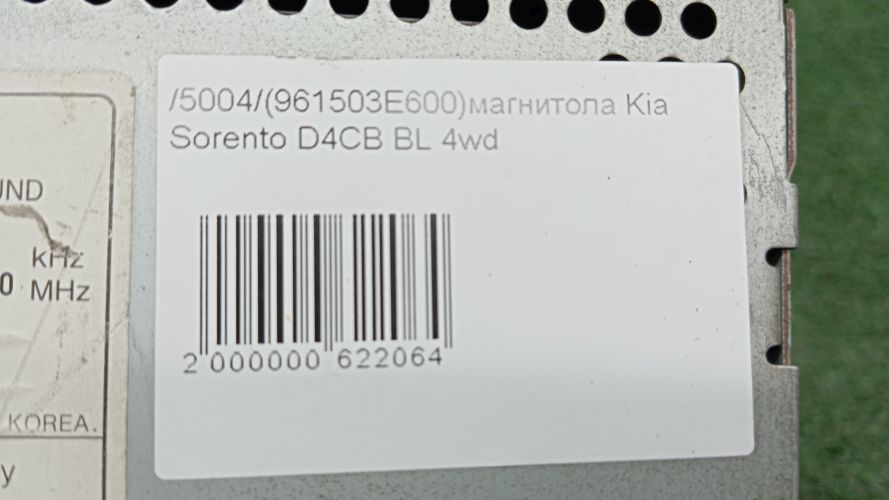 /5004/(961503E600)магнитола Kia
Sorento D4CB BL 4wd
2 000000 622064
UND
kHz
0 MHz
KOREA.
y